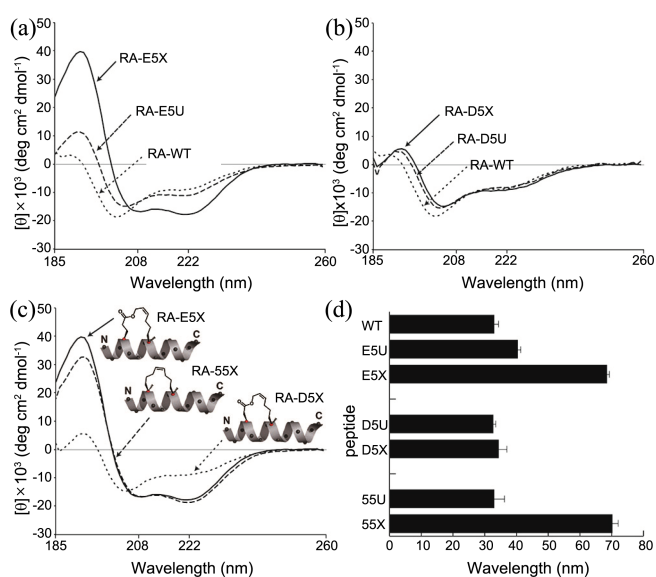 (a)
[θ] × 10³ (deg cm² dmol⁻¹)
50
40
30
20
10
0
-10
-20
-30
RA-E5X
RA-E5U
RA-WT
185 208 222 260
Wavelength (nm)
(b)
[θ]x10³ (deg cm² dmol⁻¹)
50
40
30
20
10
0
-10
-20
-30
RA-D5X
RA-D5U
RA-WT
185 208 222 260
Wavelength (nm)
(c)
[θ] × 10³ (deg cm² dmol⁻¹)
50
40
30
20
10
0
-10
-20
-30
RA-E5X
N C
RA-55X
N C
RA-D5X
N C
185 208 222 260
Wavelength (nm)
(d)
peptide
WT
E5U
E5X
D5U
D5X
55U
55X
0 10 20 30 40 50 60 70 80
Wavelength (nm)